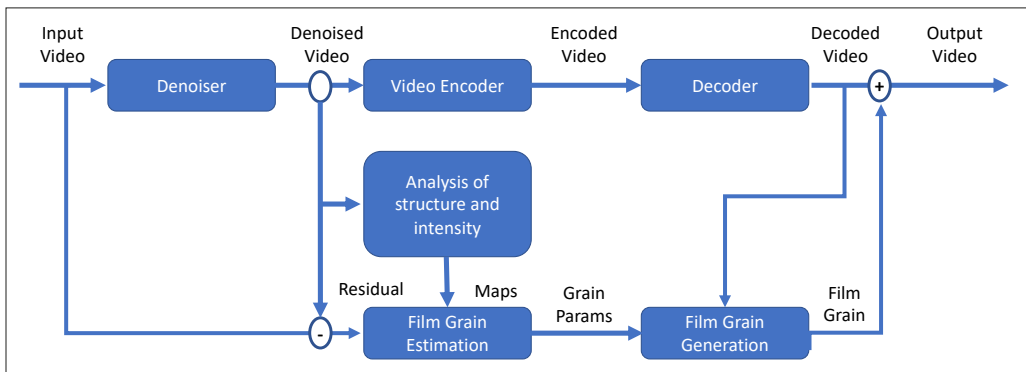 Input
Video
Denoised
Video
Encoded
Video
Decoded
Video
Output
Video
Denoiser
Video Encoder
Decoder
+
Analysis of
structure and
intensity
Residual
Maps
Grain
Params
Film
Grain
-
Film Grain
Estimation
Film Grain
Generation